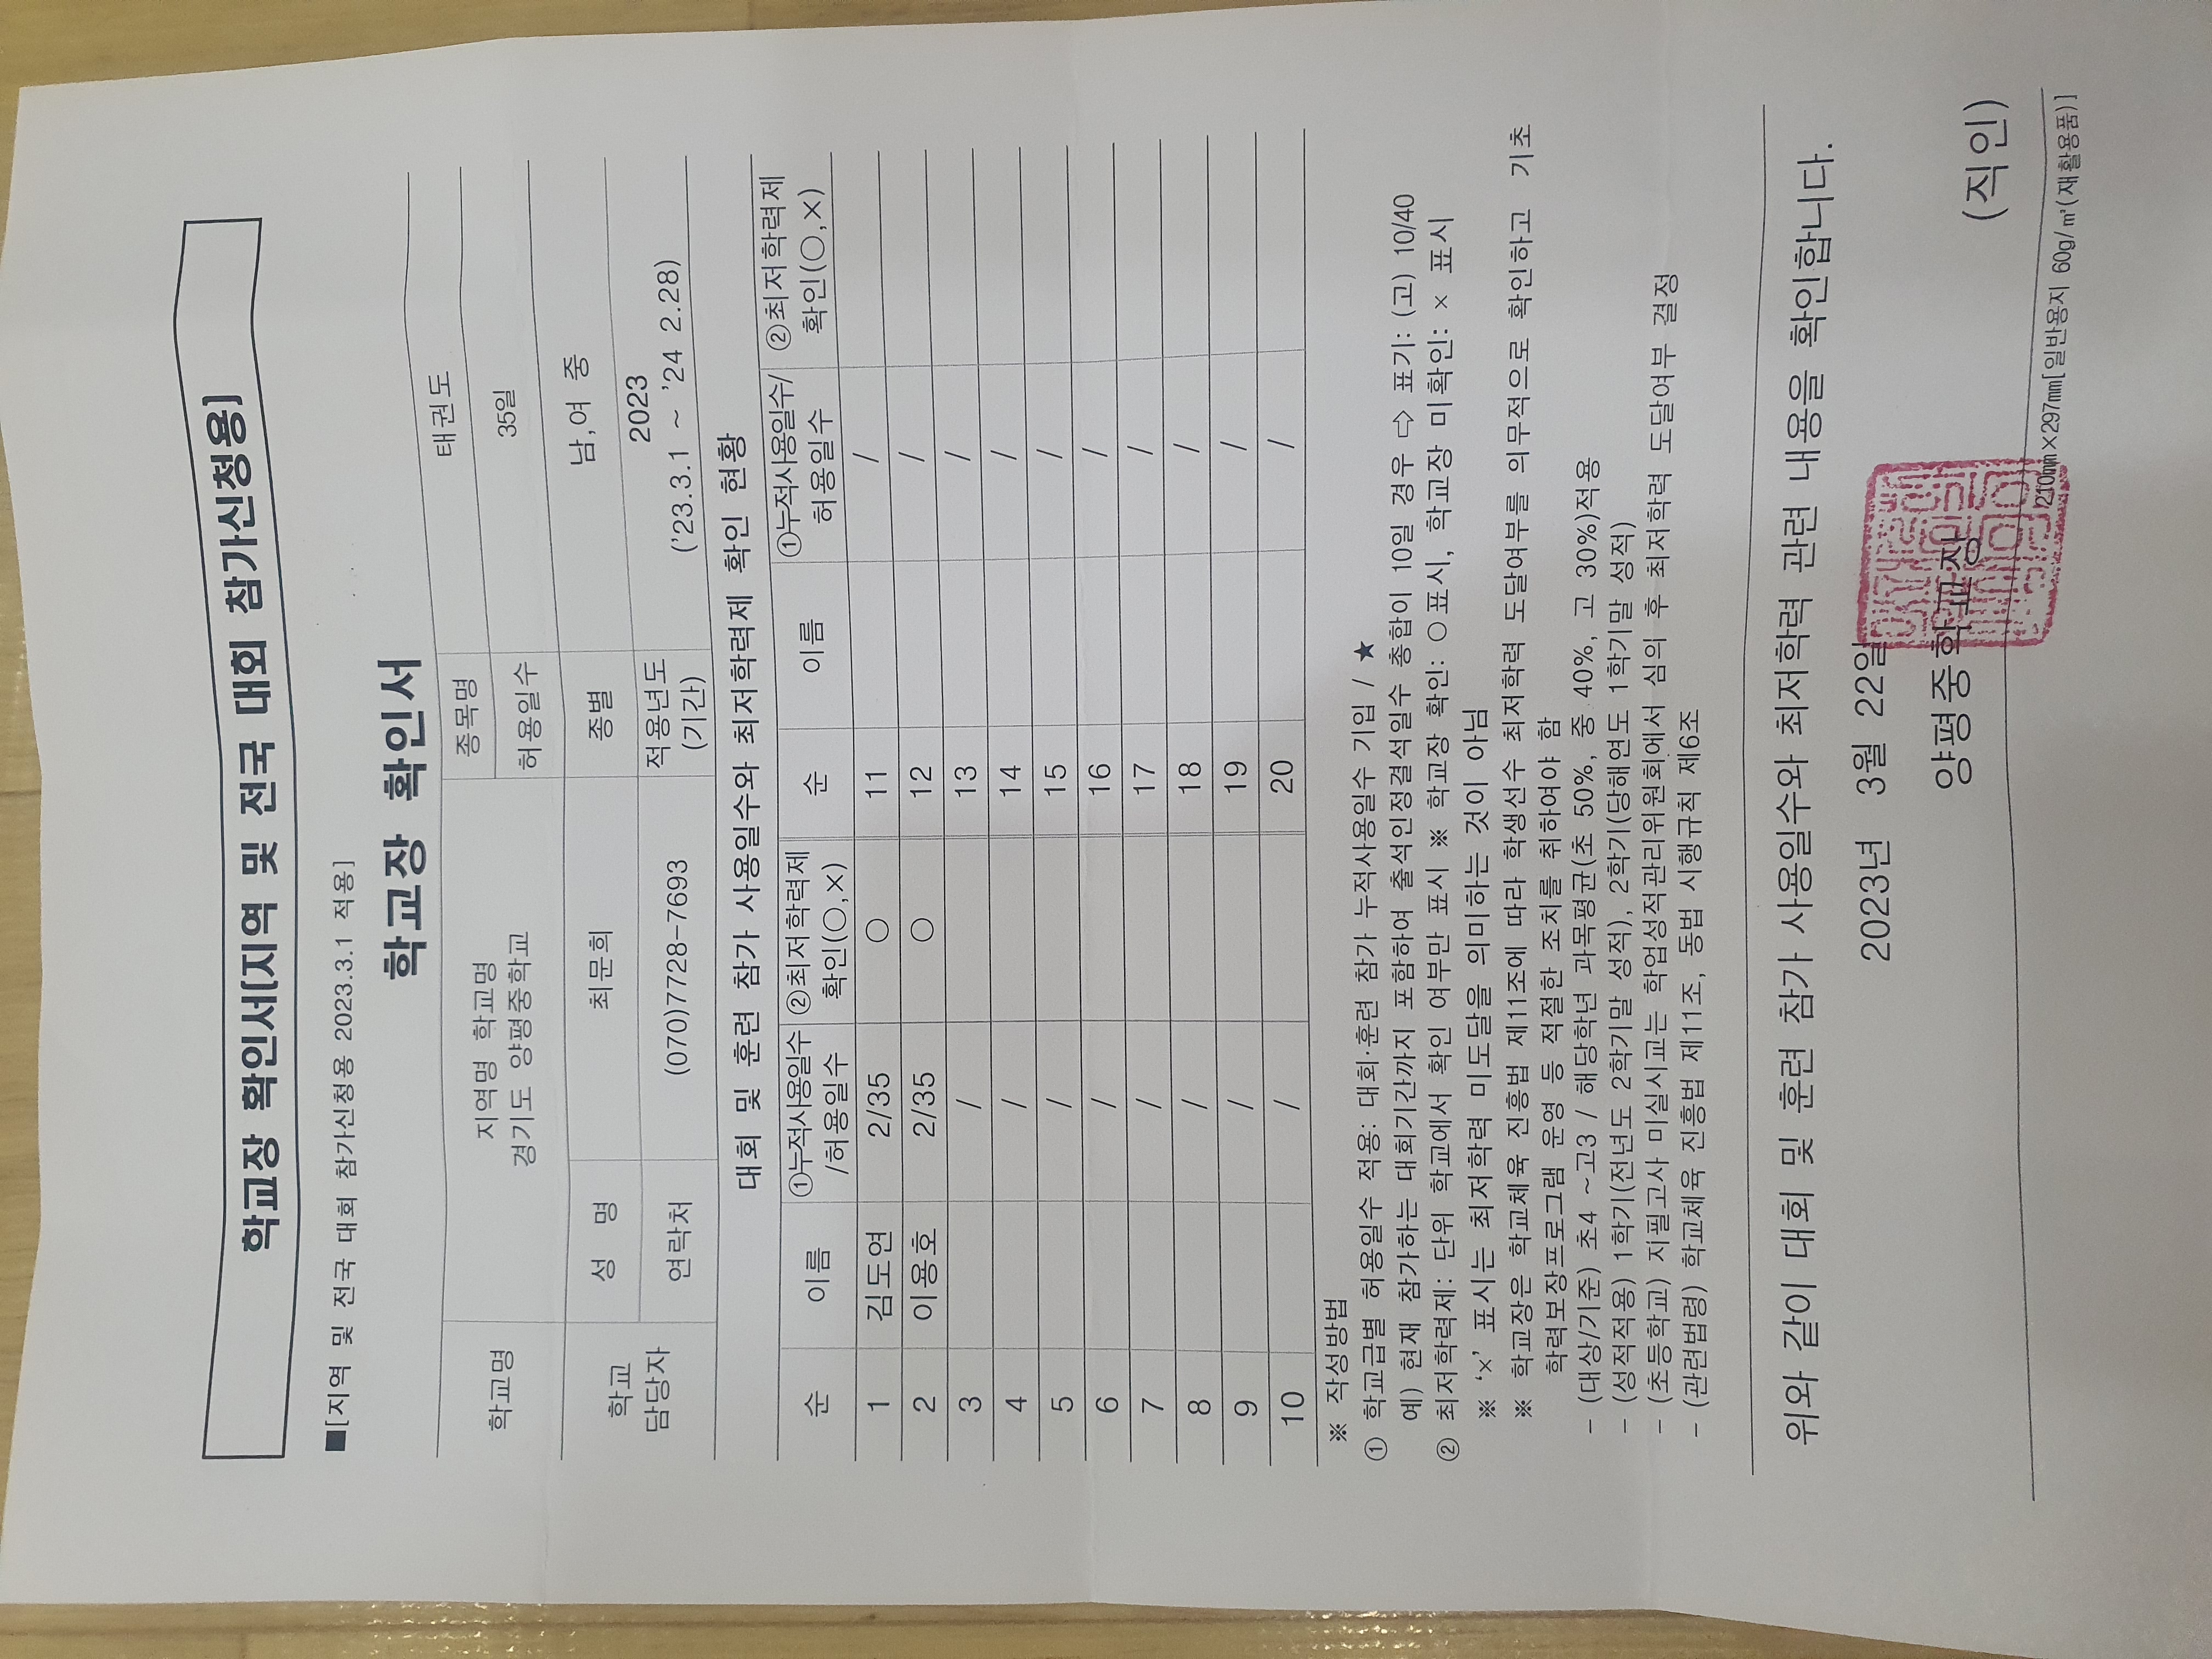 학교장 확인서[지역 및 전국 대회 참가신청용]
■[지역 및 전국 대회 참가신청용 2023.3.1 적용]
학교장 확인서
학교명 지역명 학교명 종목명 태권도
경기도 양평중학교 허용일수 35일
학교 담당자 성 명 최문희 종별 남,여 중
연락처 (070)7728-7693 적용년도 (기간) 2023 ('23.3.1 ~ '24 2.28)
대회 및 훈련 참가 사용일수와 최저학력제 확인 현황
순 이름 ①누적사용일수 /허용일수 ②최저학력제 확인(○,×) 순 이름 ①누적사용일수/ 허용일수 ②최저학력제 확인(○,×)
1 김도연 2/35 ○ 11 /
2 이용호 2/35 ○ 12 /
3 / 13 /
4 / 14 /
5 / 15 /
6 / 16 /
7 / 17 /
8 / 18 /
9 / 19 /
10 / 20 /
※ 작성방법
① 학교급별 허용일수 적용: 대회·훈련 참가 누적사용일수 기입 / ★
예) 현재 참가하는 대회기간까지 포함하여 출석인정결석일수 총합이 10일 경우 ⇨ 표기: (고) 10/40
② 최저학력제: 단위 학교에서 확인 여부만 표시 ※ 학교장 확인: ○표시, 학교장 미확인: × 표시
※ '×' 표시는 최저학력 미도달을 의미하는 것이 아님
※ 학교장은 학교체육 진흥법 제11조에 따라 학생선수 최저학력 도달여부를 의무적으로 확인하고 기초
학력보장프로그램 운영 등 적절한 조치를 취하여야 함
- (대상/기준) 초4 ~고3 / 해당학년 과목평균(초 50%, 중 40%, 고 30%)적용
- (성적적용) 1학기(전년도 2학기말 성적), 2학기(당해연도 1학기말 성적)
- (초등학교) 지필고사 미실시교는 학업성적관리위원회에서 심의 후 최저학력 도달여부 결정
- (관련법령) 학교체육 진흥법 제11조, 동법 시행규칙 제6조
위와 같이 대회 및 훈련 참가 사용일수와 최저학력 관련 내용을 확인합니다.
2023년 3월 22일
양평중학교장 (직인)
210㎜×297㎜[일반용지 60g/㎡(재활용품)]